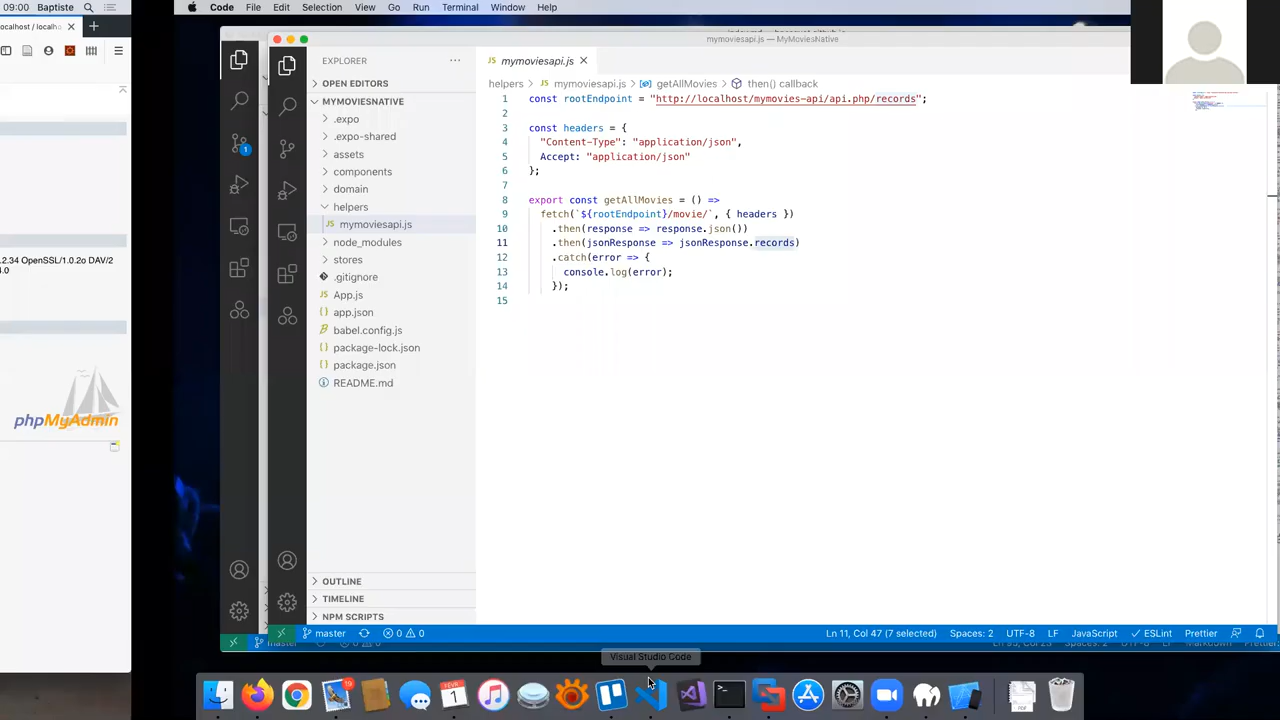 09:00 Baptiste
ocalhost / localho
.2.34 OpenSSL/1.0.2o DAV/2
4.0
phpMyAdmin
Code File Edit Selection View Go Run Terminal Window Help
mymoviesapi.js — MyMoviesNative
EXPLORER
OPEN EDITORS
MYMOVIESNATIVE
.expo
.expo-shared
assets
components
domain
helpers
JS mymoviesapi.js
node_modules
stores
.gitignore
JS App.js
{} app.json
babel.config.js
{} package-lock.json
{} package.json
README.md
OUTLINE
TIMELINE
NPM SCRIPTS
1
JS mymoviesapi.js
helpers > JS mymoviesapi.js > getAllMovies > then() callback
1 const rootEndpoint = "http://localhost/mymovies-api/api.php/records";
2
3 const headers = {
4 "Content-Type": "application/json",
5 Accept: "application/json"
6 };
7
8 export const getAllMovies = () =>
9 fetch(`${rootEndpoint}/movie/`, { headers })
10 .then(response => response.json())
11 .then(jsonResponse => jsonResponse.records)
12 .catch(error => {
13 console.log(error);
14 });
15
master 0 0 Ln 11, Col 47 (7 selected) Spaces: 2 UTF-8 LF JavaScript ESLint Prettier
Visual Studio Code